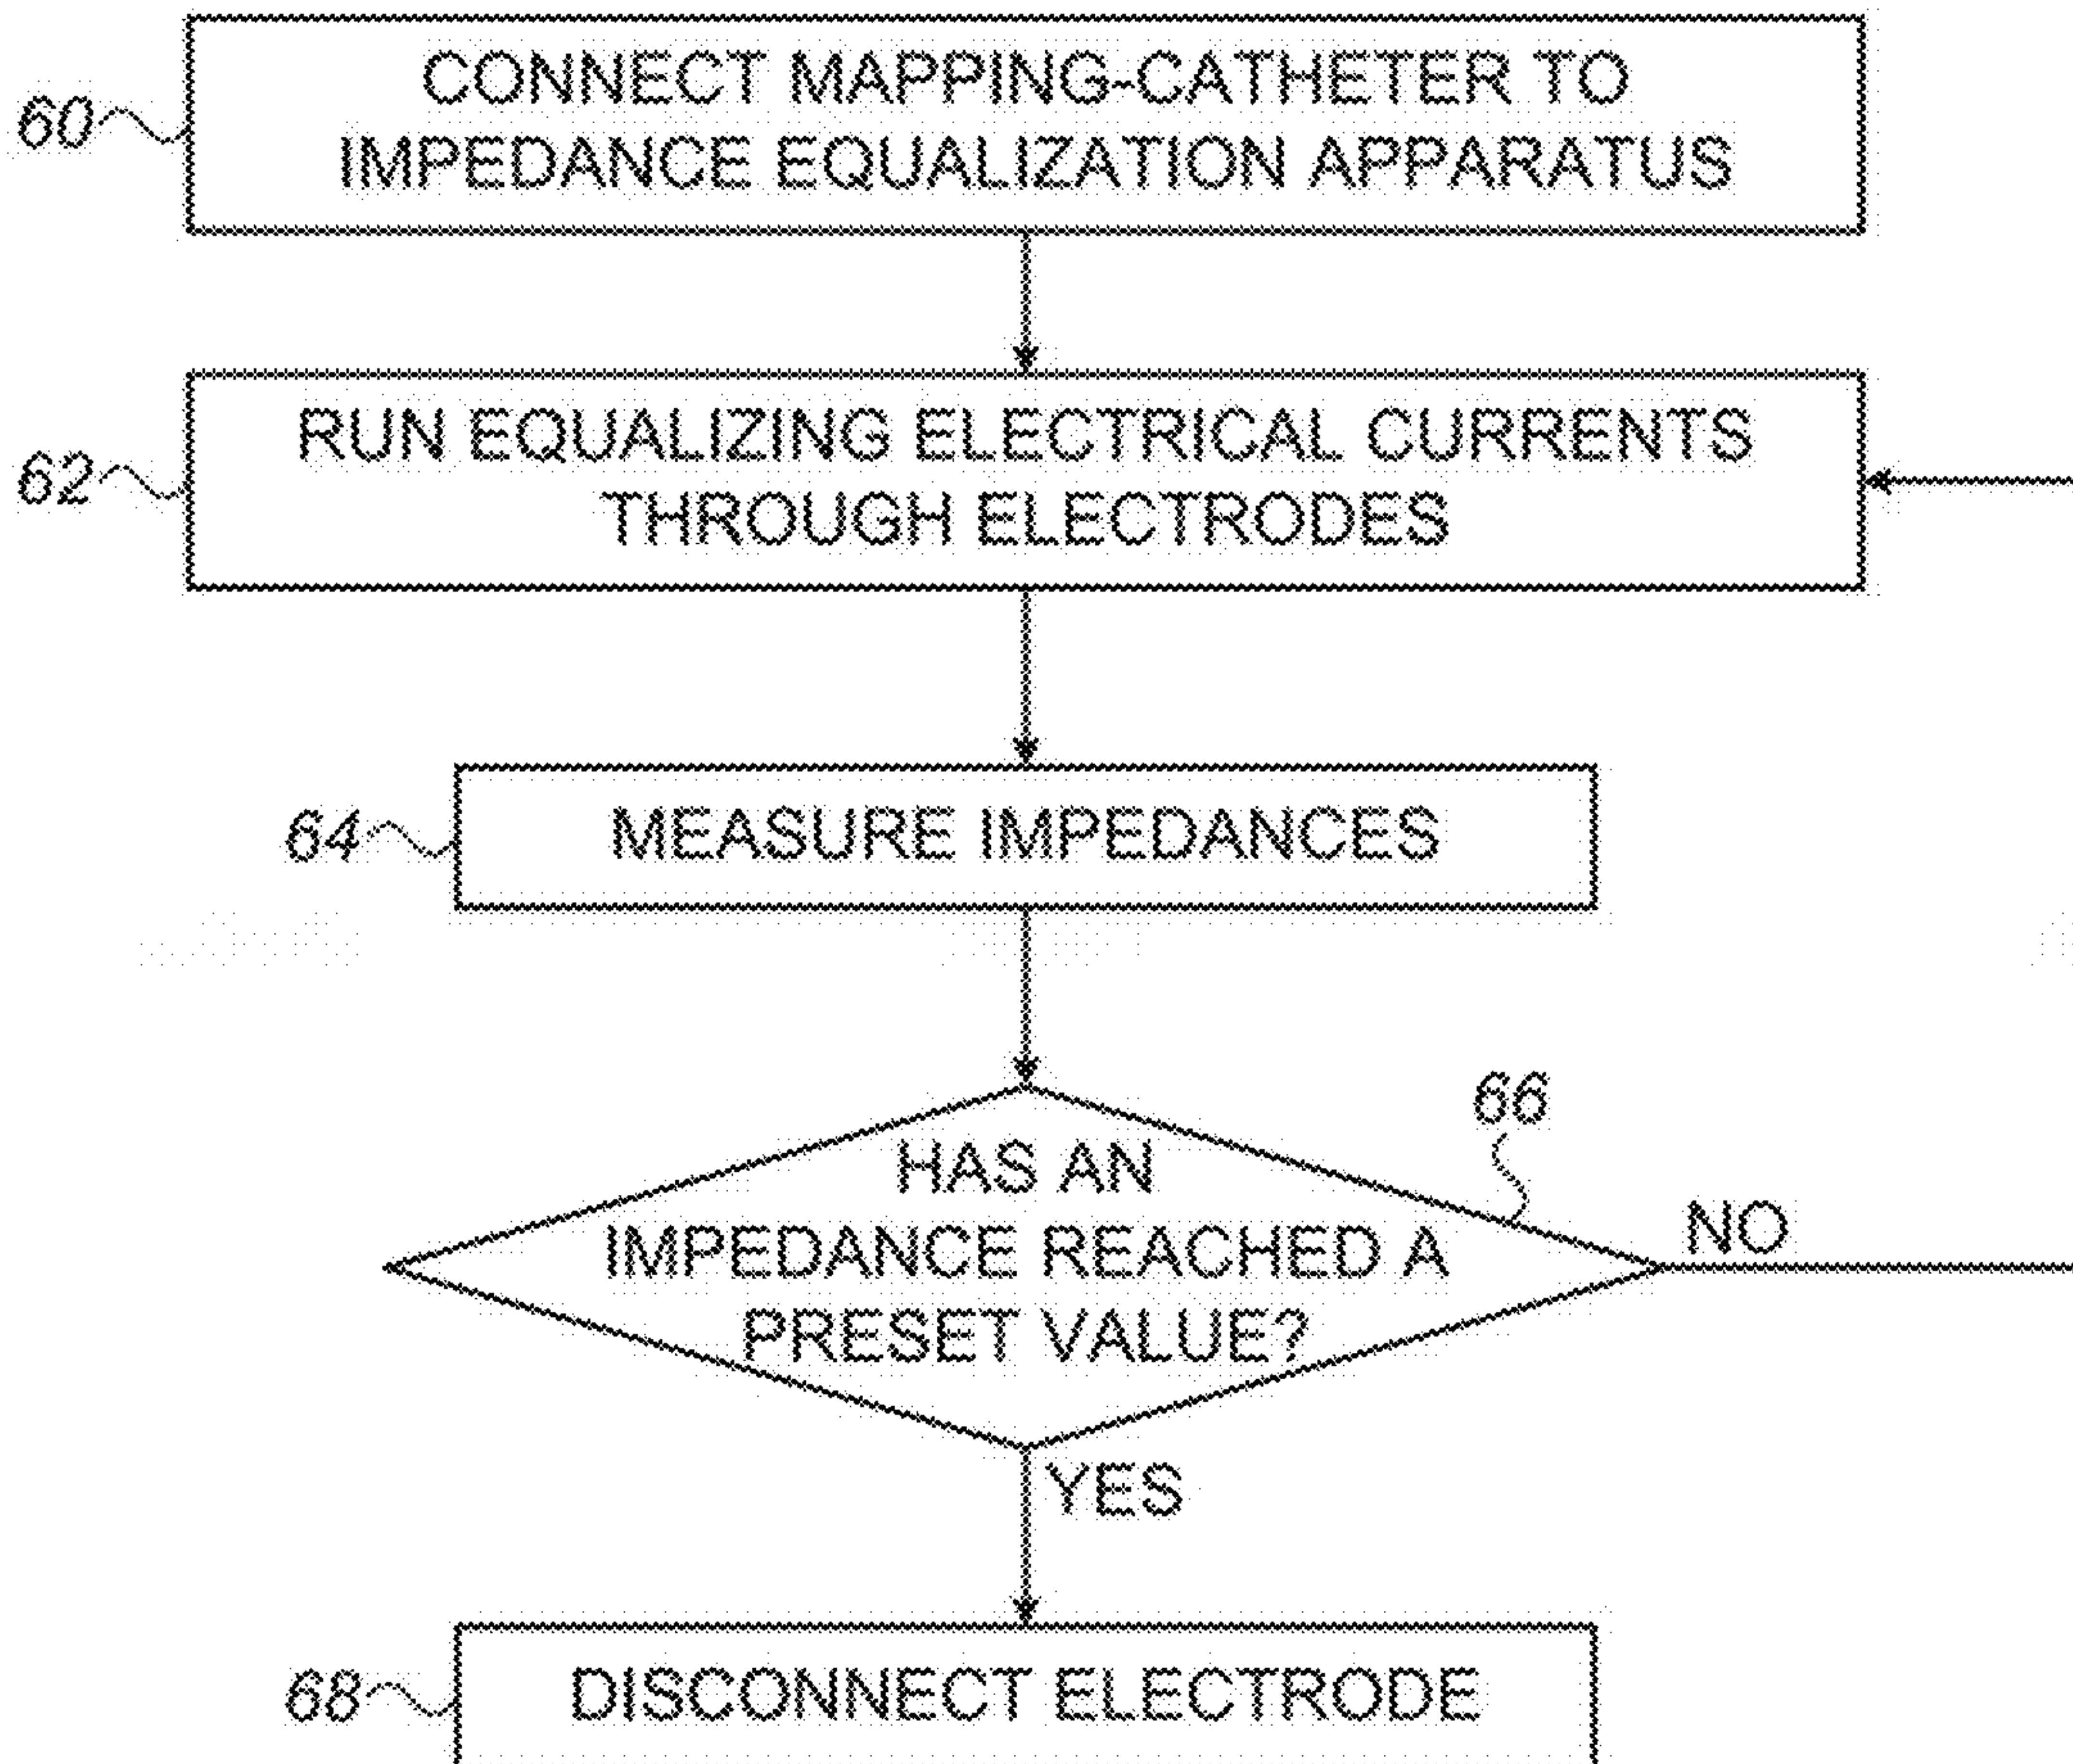 60
CONNECT MAPPING-CATHETER TO
IMPEDANCE EQUALIZATION APPARATUS
62
RUN EQUALIZING ELECTRICAL CURRENTS
THROUGH ELECTRODES
64
MEASURE IMPEDANCES
66
HAS AN
IMPEDANCE REACHED A
PRESET VALUE?
NO
YES
68
DISCONNECT ELECTRODE